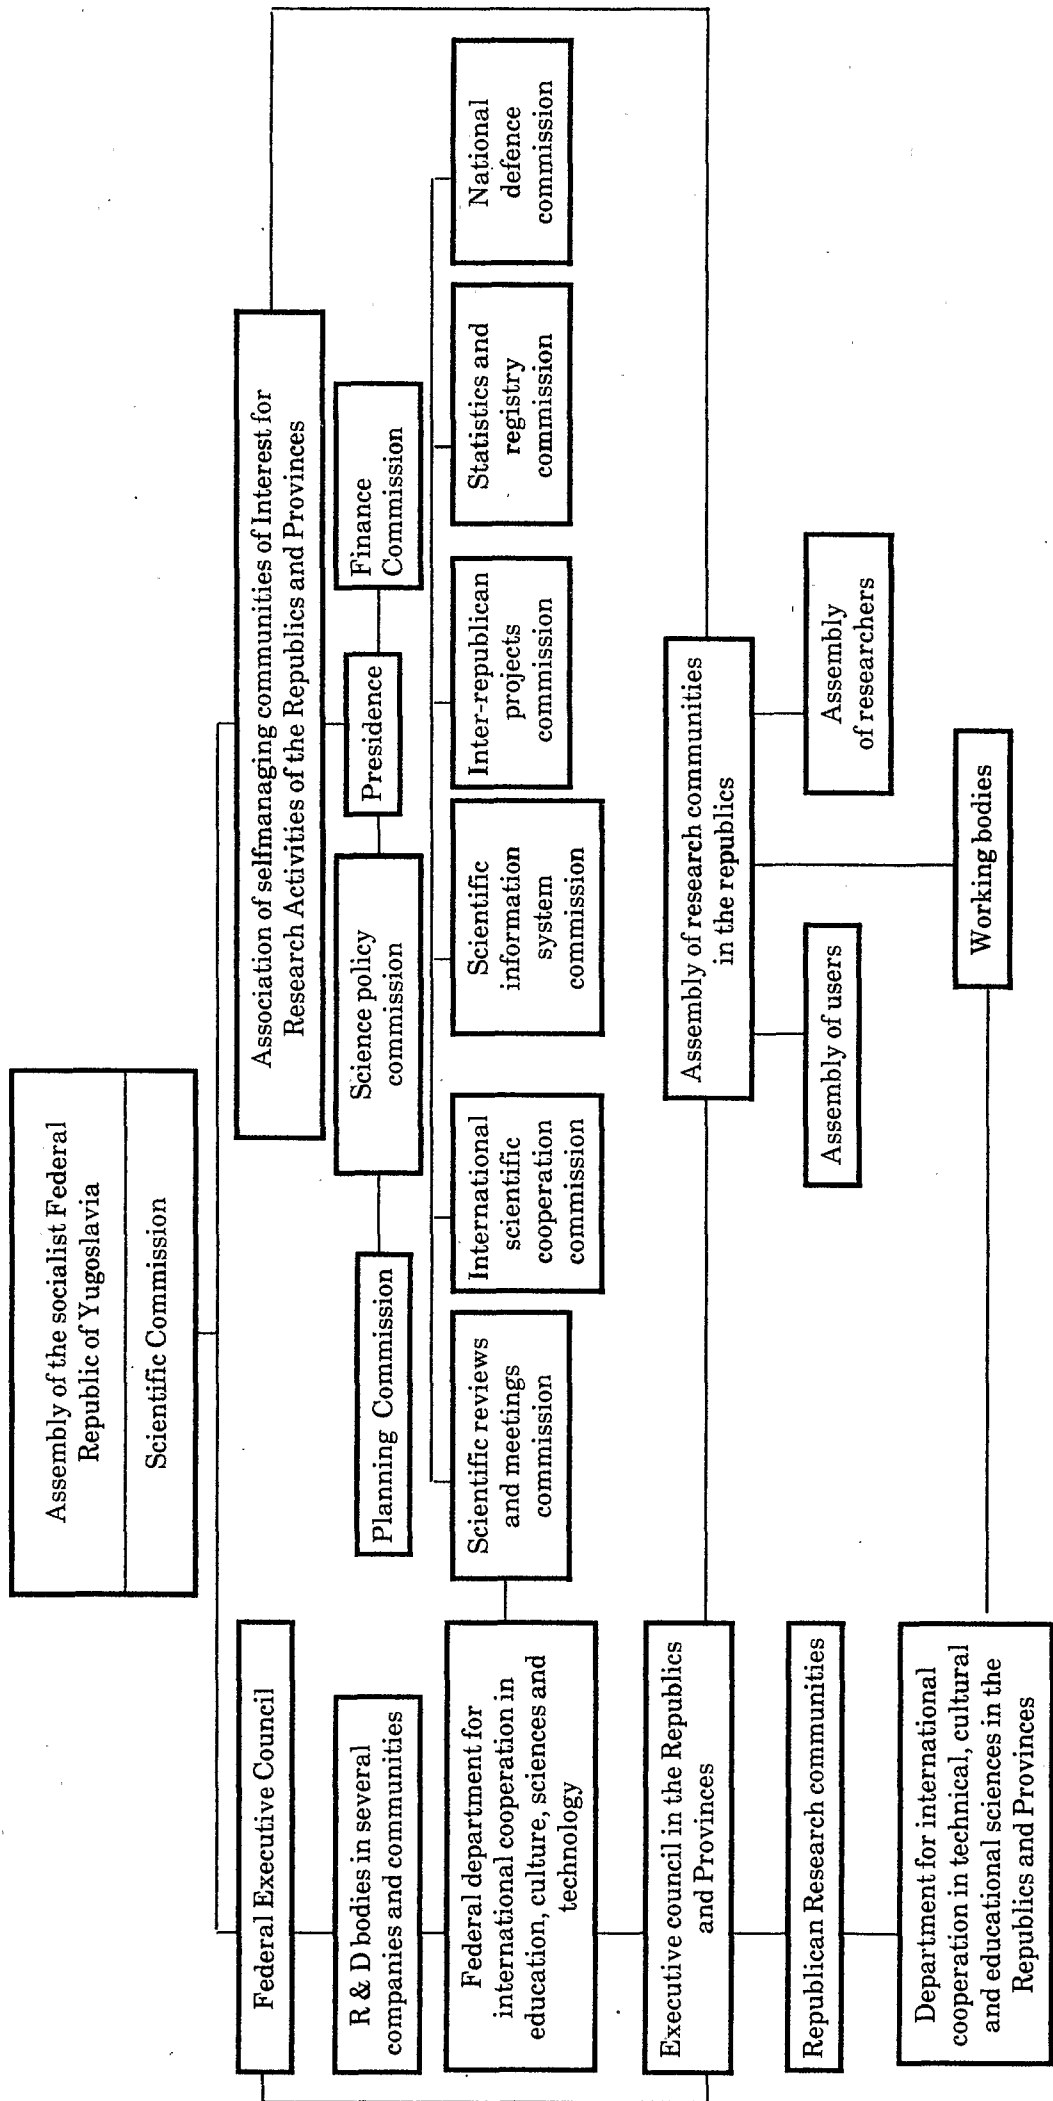 Assembly of the socialist Federal
Republic of Yugoslavia
Scientific Commission
Federal Executive Council
Association of selfmanaging communities of Interest for
Research Activities of the Republics and Provinces
R & D bodies in several
companies and communities
Planning Commission
Science policy
commission
Presidence
Finance
Commission
Federal department for
international cooperation in
education, culture, sciences and
technology
Scientific reviews
and meetings
commission
International
scientific
cooperation
commission
Scientific
information
system
commission
Inter-republican
projects
commission
Statistics and
registry
commission
National
defence
commission
Executive council in the Republics
and Provinces
Assembly of research communities
in the republics
Republican Research communities
Assembly of users
Assembly
of researchers
Department for international
cooperation in technical, cultural
and educational sciences in the
Republics and Provinces
Working bodies